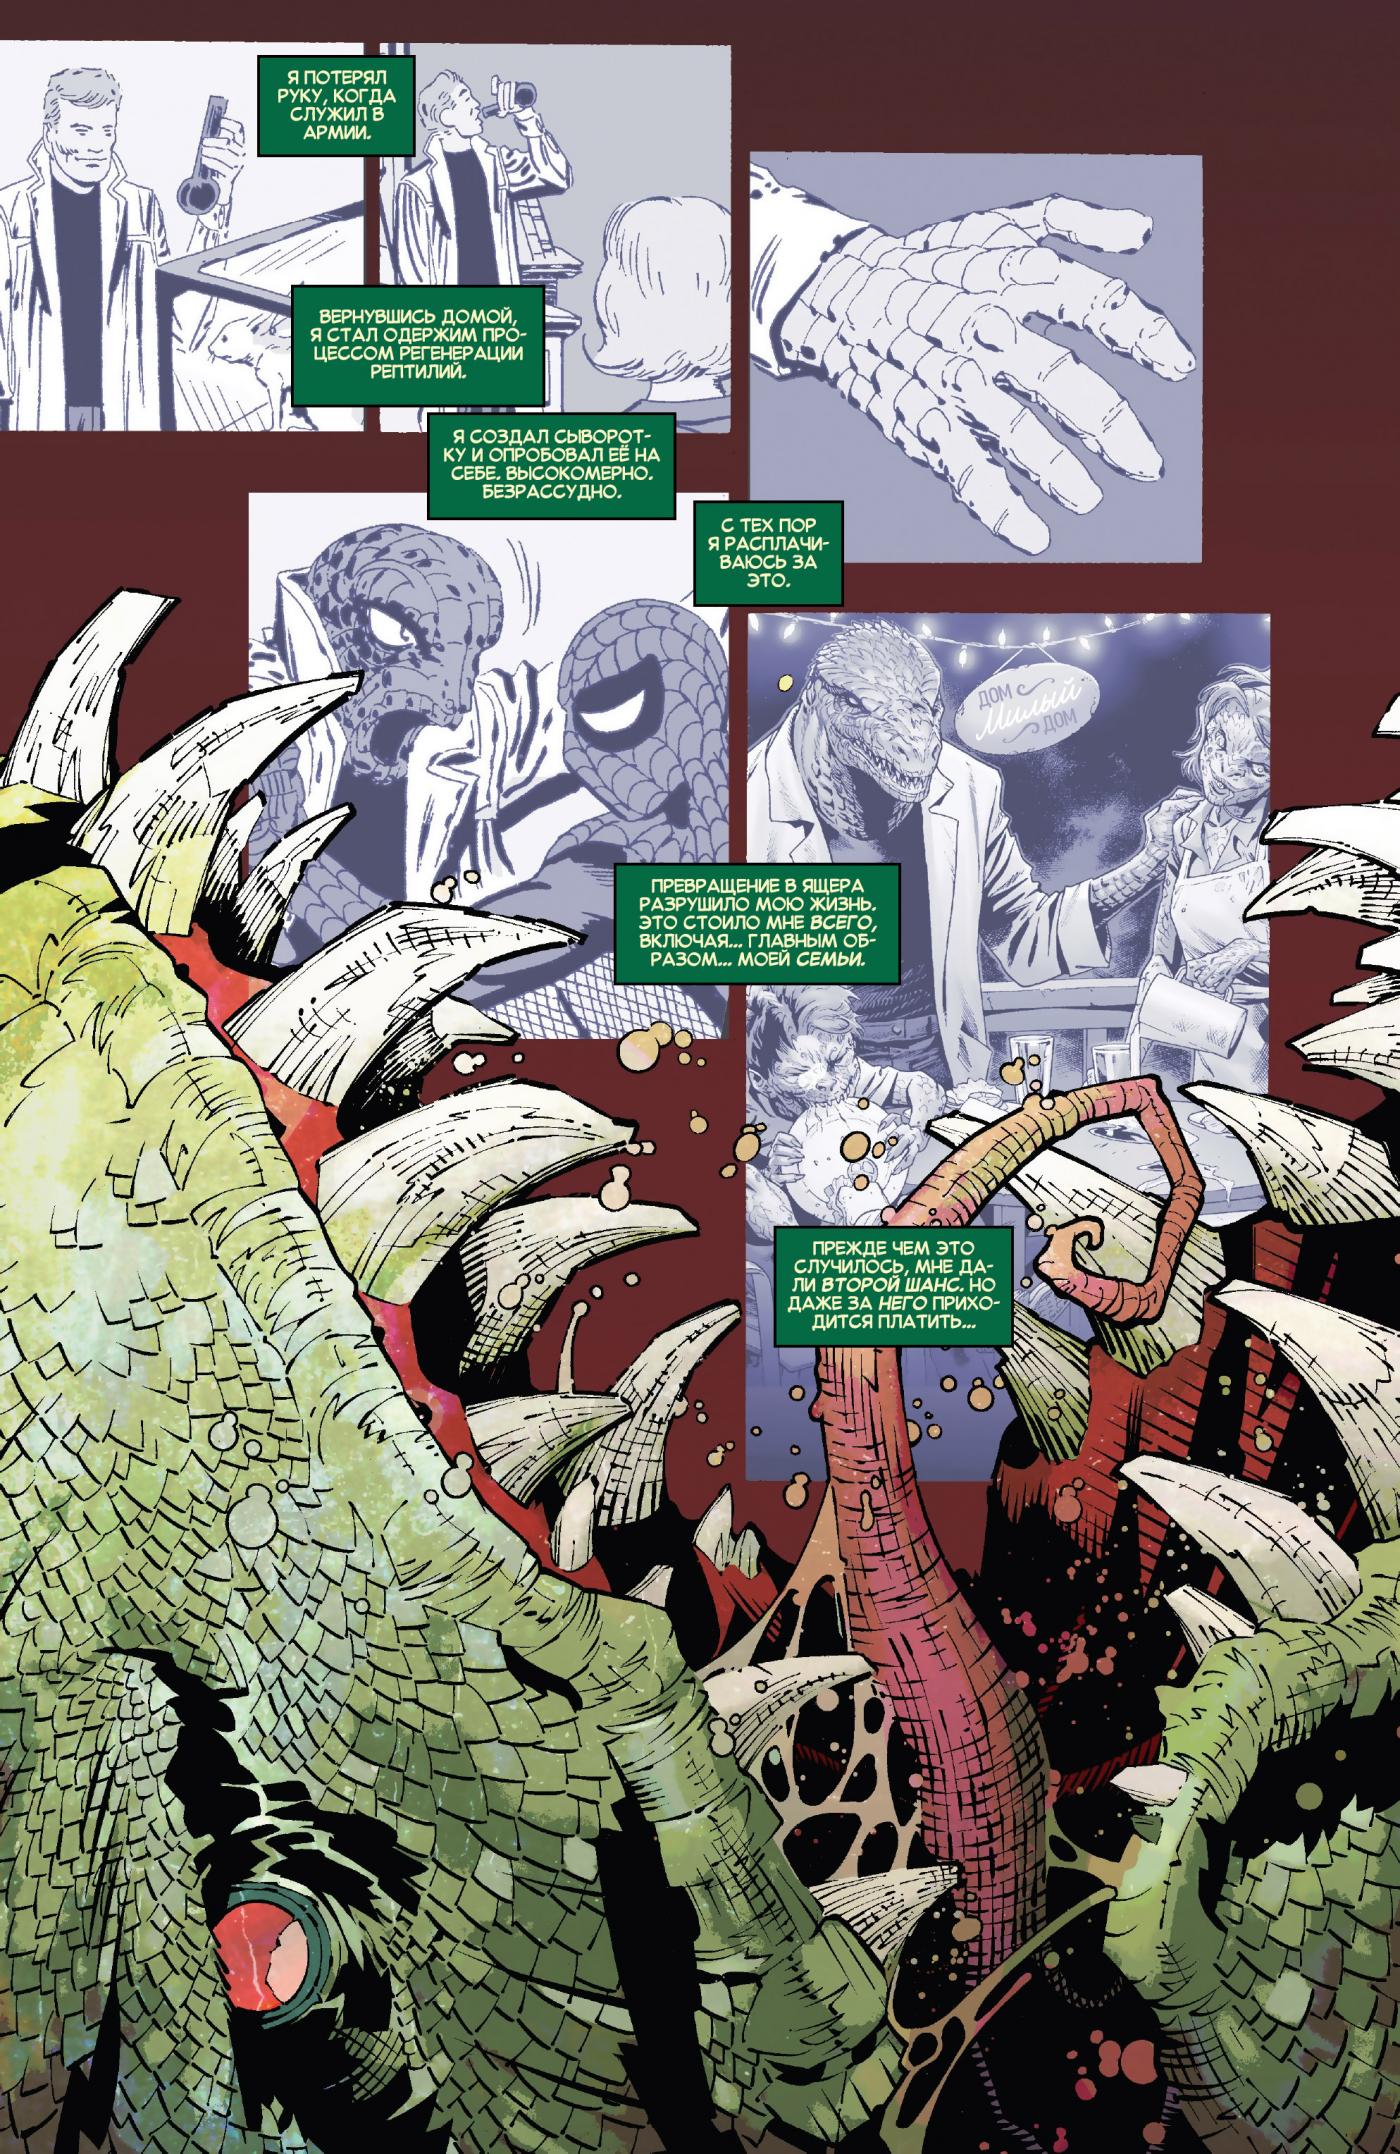 Я ПОТЕРЯЛ
РУКУ, КОГДА
СЛУЖИЛ В
АРМИИ.
ВЕРНУВШИСЬ ДОМОЙ,
Я СТАЛ ОДЕРЖИМ ПРО-
ЦЕССОМ РЕГЕНЕРАЦИИ
РЕПТИЛИЙ.
Я СОЗДАЛ СЫВОРОТ-
КУ И ОПРОБОВАЛ ЕЁ НА
СЕБЕ. ВЫСОКОМЕРНО.
БЕЗРАССУДНО.
С ТЕХ ПОР
Я РАСПЛАЧИ-
ВАЮСЬ ЗА
ЭТО.
ДОМ
Милый
ДОМ
ПРЕВРАЩЕНИЕ В ЯЩЕРА
РАЗРУШИЛО МОЮ ЖИЗНЬ.
ЭТО СТОИЛО МНЕ ВСЕГО,
ВКЛЮЧАЯ... ГЛАВНЫМ ОБ-
РАЗОМ... МОЕЙ СЕМЬИ.
ПРЕЖДЕ ЧЕМ ЭТО
СЛУЧИЛОСЬ, МНЕ ДА-
ЛИ ВТОРОЙ ШАНС. НО
ДАЖЕ ЗА НЕГО ПРИХО-
ДИТСЯ ПЛАТИТЬ...